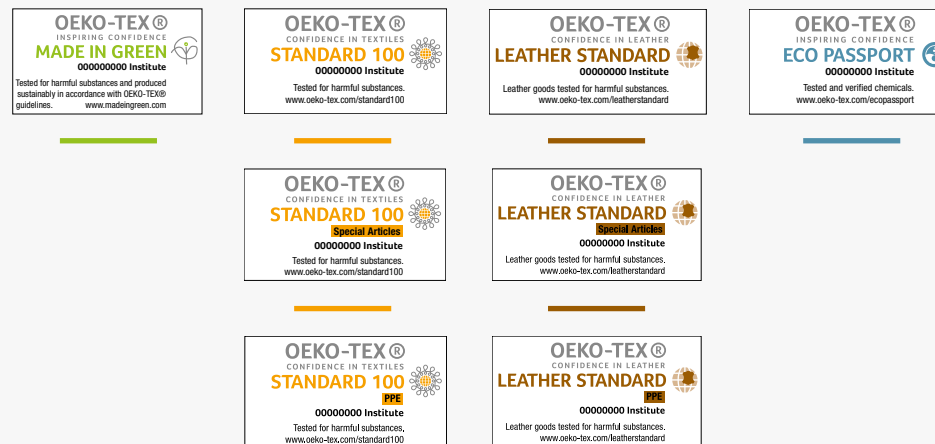 OEKO-TEX®
INSPIRING CONFIDENCE
MADE IN GREEN
00000000 Institute
Tested for harmful substances and produced
sustainably in accordance with OEKO-TEX®
guidelines. www.madeingreen.com
OEKO-TEX®
CONFIDENCE IN TEXTILES
STANDARD 100
00000000 Institute
Tested for harmful substances.
www.oeko-tex.com/standard100
OEKO-TEX®
CONFIDENCE IN LEATHER
LEATHER STANDARD
00000000 Institute
Leather goods tested for harmful substances.
www.oeko-tex.com/leatherstandard
OEKO-TEX®
INSPIRING CONFIDENCE
ECO PASSPORT
00000000 Institute
Tested and verified chemicals.
www.oeko-tex.com/ecopassport
OEKO-TEX®
CONFIDENCE IN TEXTILES
STANDARD 100
Special Articles
00000000 Institute
Tested for harmful substances.
www.oeko-tex.com/standard100
OEKO-TEX®
CONFIDENCE IN LEATHER
LEATHER STANDARD
Special Articles
00000000 Institute
Leather goods tested for harmful substances.
www.oeko-tex.com/leatherstandard
OEKO-TEX®
CONFIDENCE IN TEXTILES
STANDARD 100
PPE
00000000 Institute
Tested for harmful substances,
www.oeko-tex.com/standard100
OEKO-TEX®
CONFIDENCE IN LEATHER
LEATHER STANDARD
PPE
00000000 Institute
Leather goods tested for harmful substances.
www.oeko-tex.com/leatherstandard